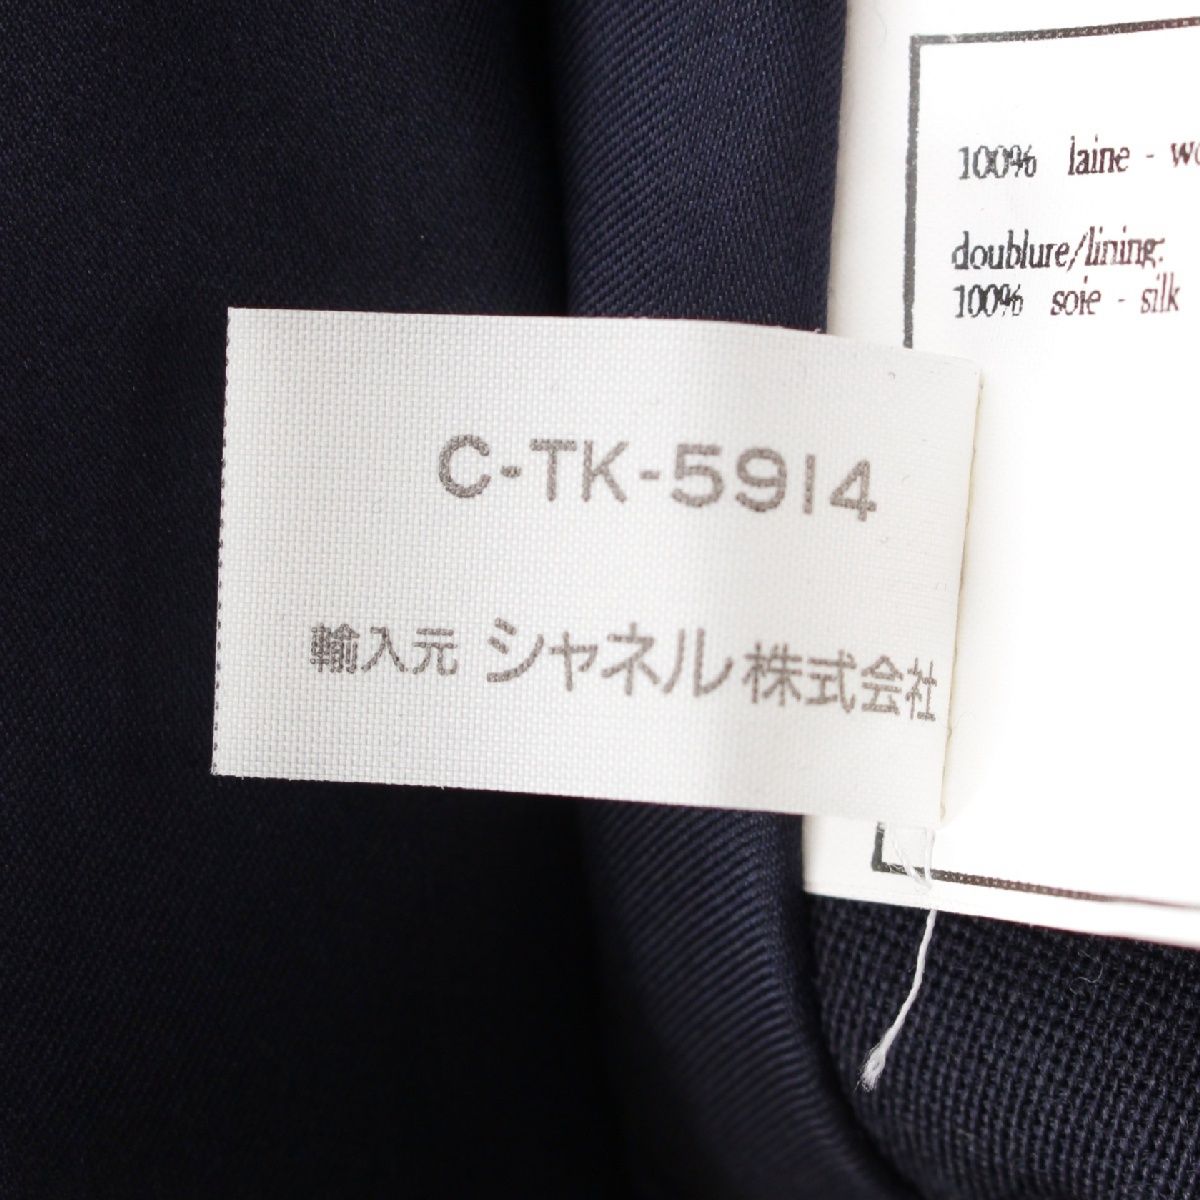 100% laine -
doublure/lining:
100% soie - silk
C-TK-5914
輸入元 シャネル株式会社